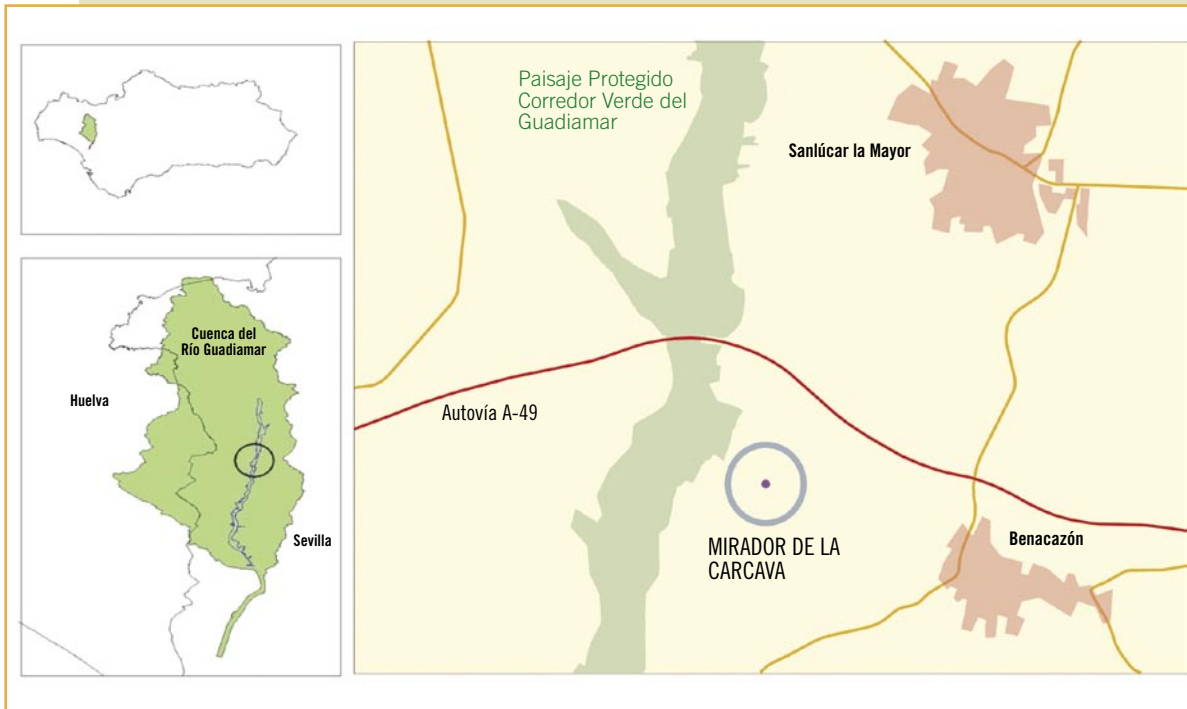 Cuenca del
Río Guadiamar
Huelva
Sevilla
Paisaje Protegido
Corredor Verde del
Guadiamar
Sanlúcar la Mayor
Autovía A-49
MIRADOR DE LA
CARCAVA
Benacazón